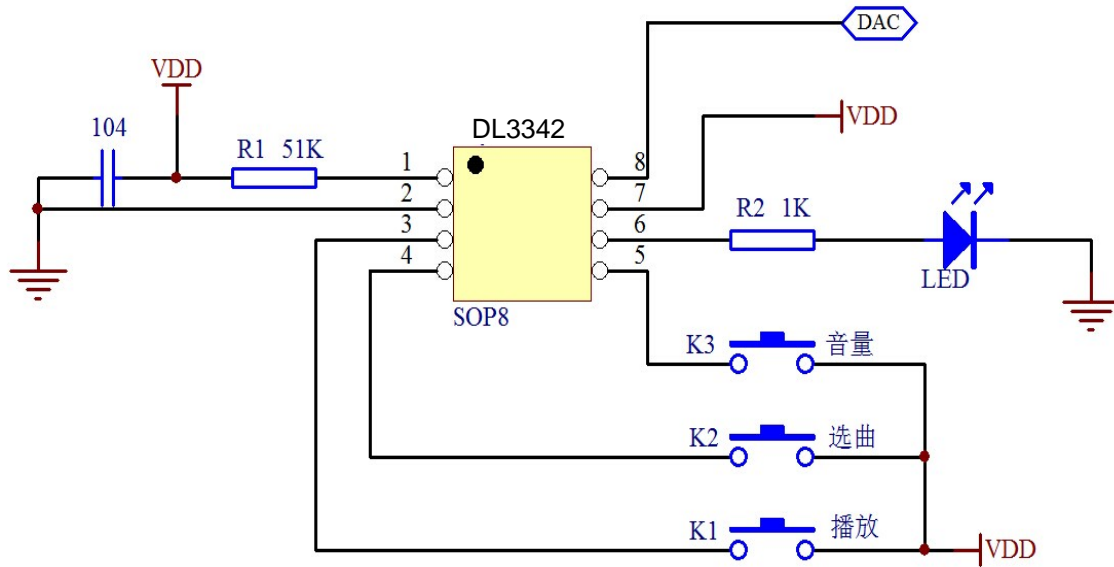 DAC
VDD
VDD
104
DL3342
R1 51K
1
8
2
7
3
6
R2 1K
4
5
LED
SOP8
K3
音量
K2
选曲
K1
播放
VDD